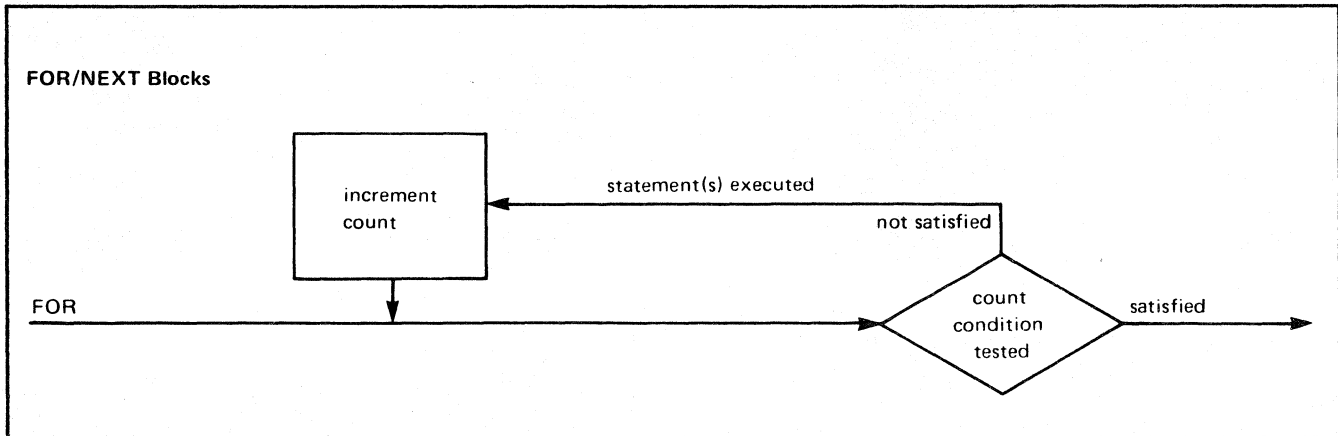 FOR/NEXT Blocks
increment
count
statement(s) executed
not satisfied
FOR
count
condition
tested
satisfied